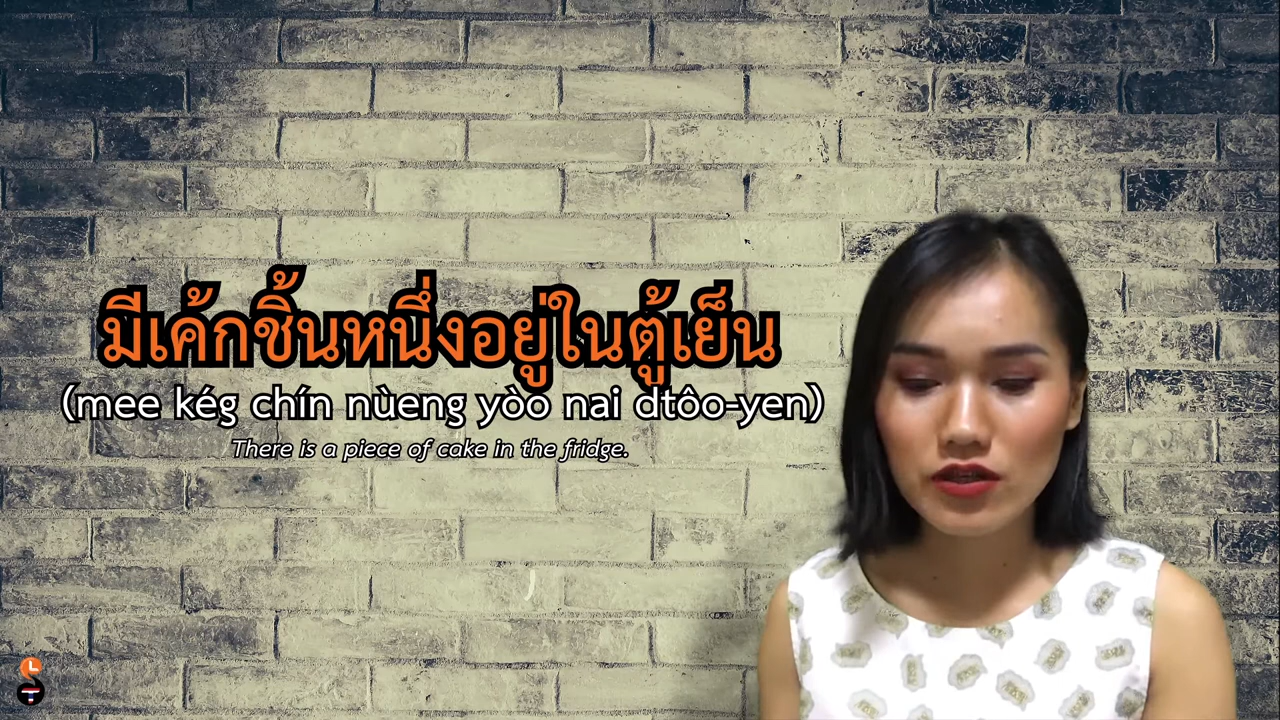 มีเค้กชิ้นหนึ่งอยู่ในตู้เย็น
(mee kég chín nùeng yòo nai dtôo-yen)
There is a piece of cake in the fridge.